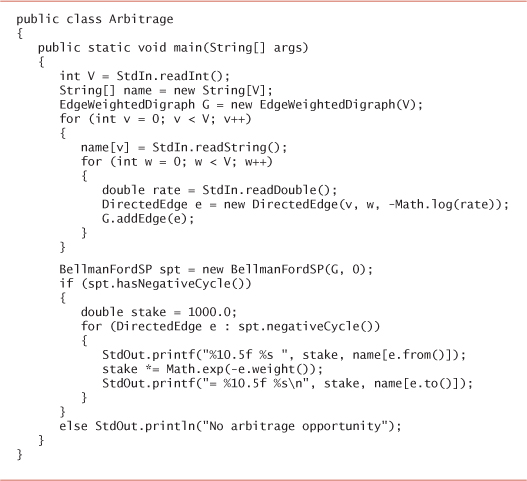 public class Arbitrage
{
   public static void main(String[] args)
   {
      int V = StdIn.readInt();
      String[] name = new String[V];
      EdgeWeightedDigraph G = new EdgeWeightedDigraph(V);
      for (int v = 0; v < V; v++)
      {
         name[v] = StdIn.readString();
         for (int w = 0; w < V; w++)
         {
            double rate = StdIn.readDouble();
            DirectedEdge e = new DirectedEdge(v, w, -Math.log(rate));
            G.addEdge(e);
         }
      }
      BellmanFordSP spt = new BellmanFordSP(G, 0);
      if (spt.hasNegativeCycle())
      {
         double stake = 1000.0;
         for (DirectedEdge e : spt.negativeCycle())
         {
            StdOut.printf("%10.5f %s ", stake, name[e.from()]);
            stake *= Math.exp(-e.weight());
            StdOut.printf("= %10.5f %s\n", stake, name[e.to()]);
         }
      }
      else StdOut.println("No arbitrage opportunity");
   }
}